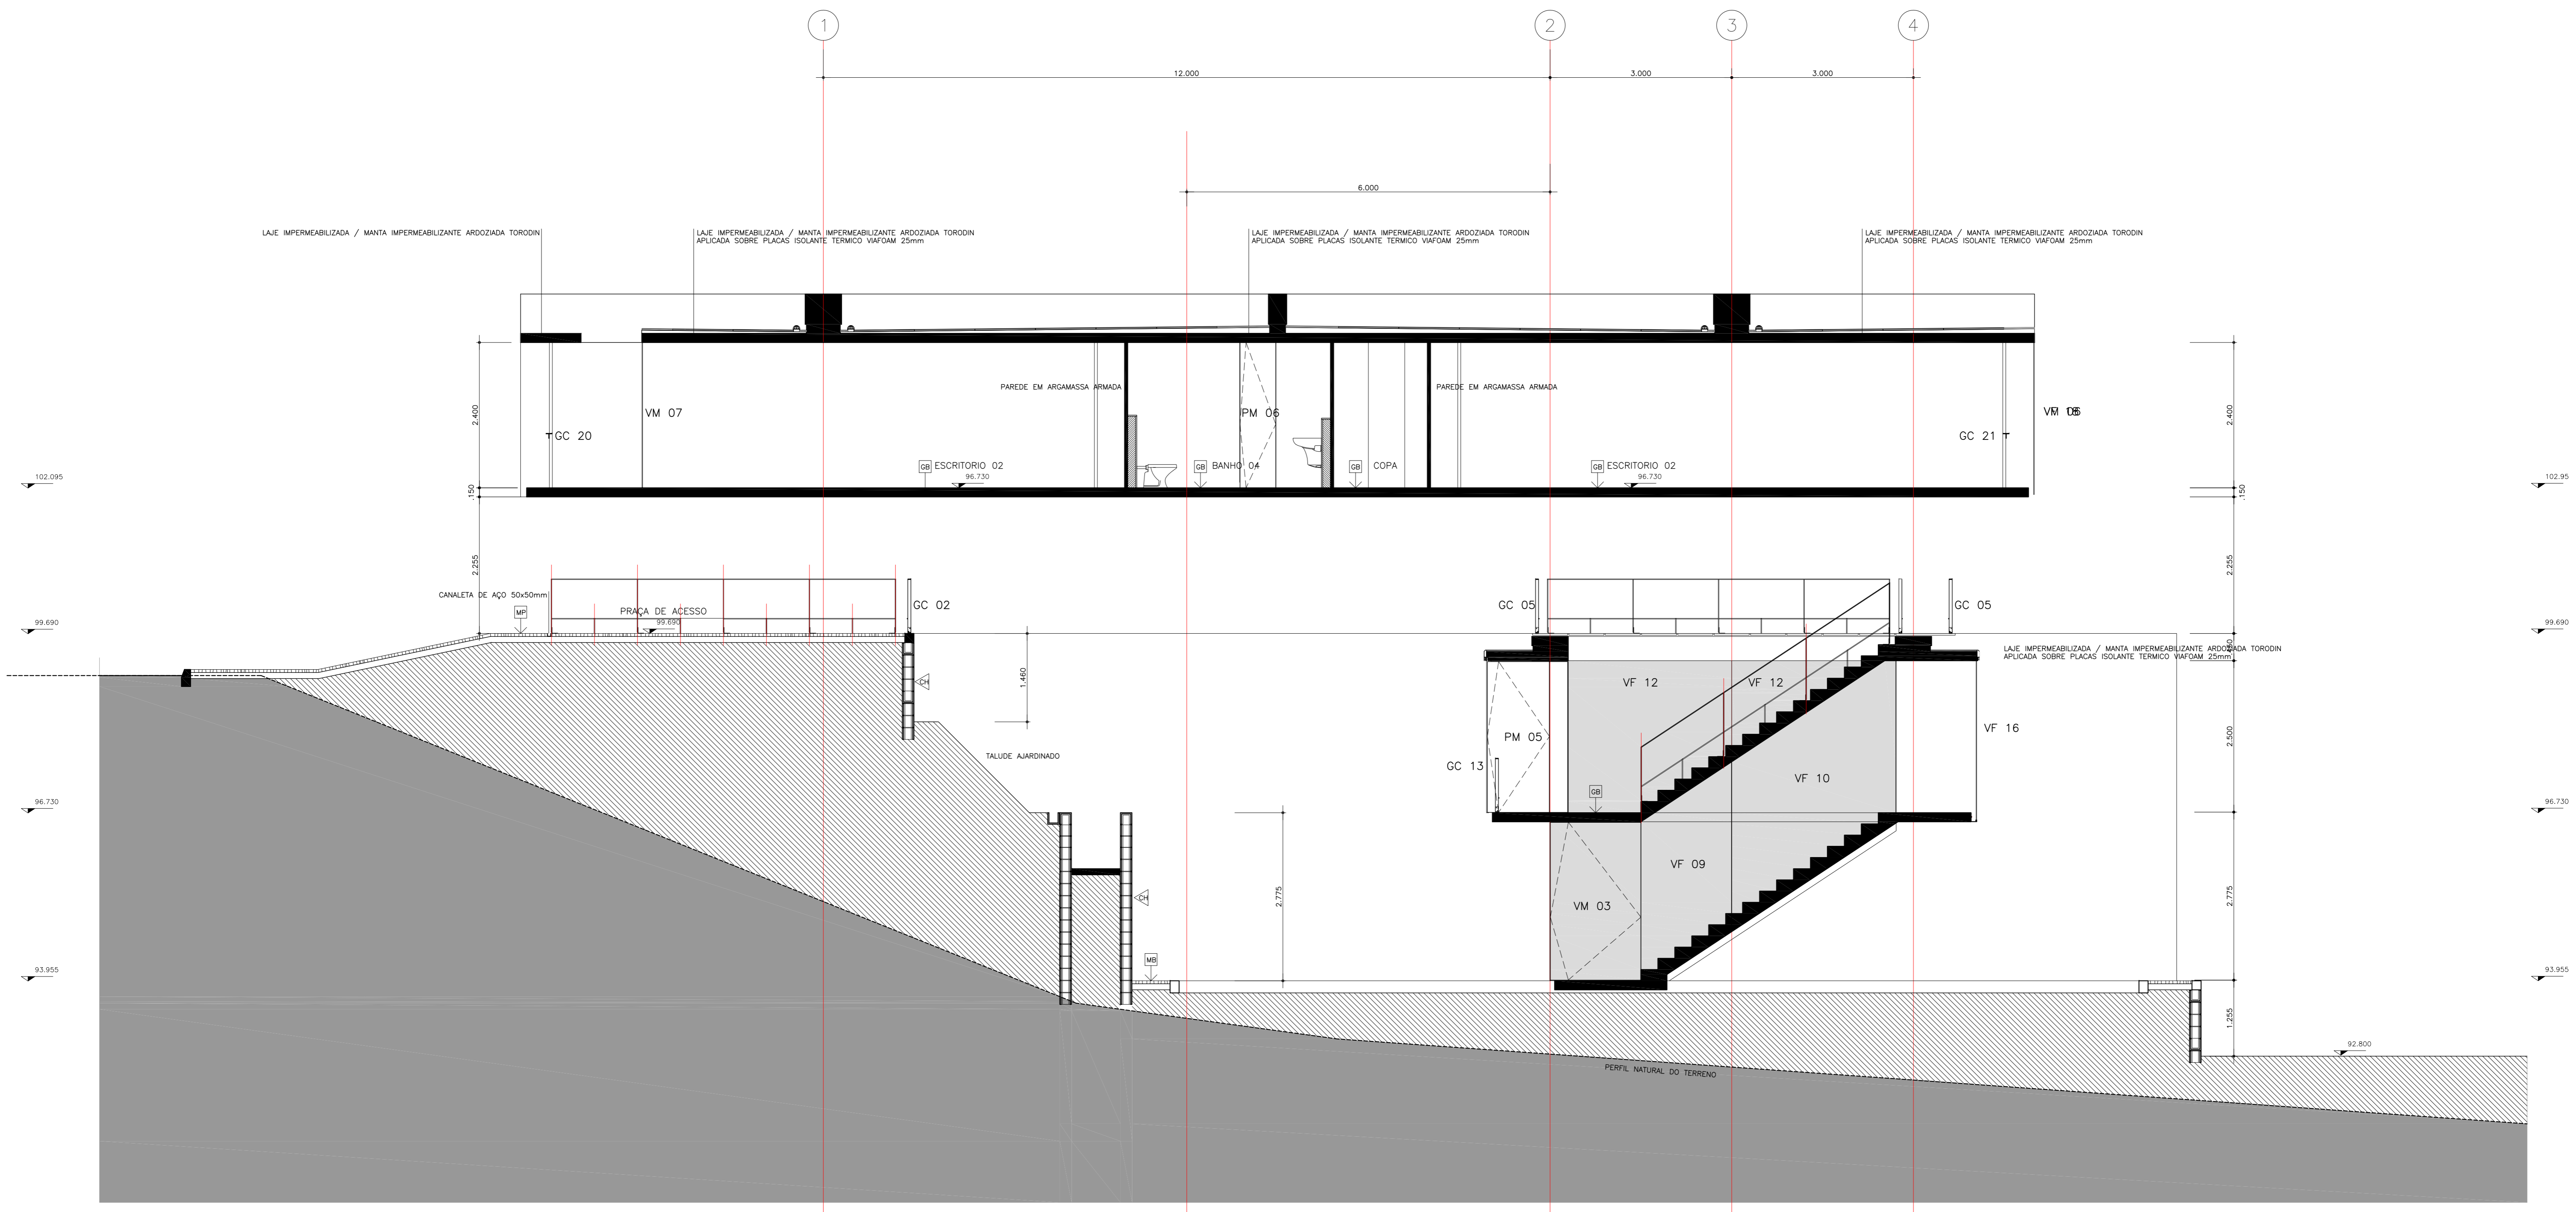 1
2
3
4
12.000
3.000
3.000
6.000
LAJE IMPERMEABILIZADA / MANTA IMPERMEABILIZANTE ARDOZIADA TORODIN
LAJE IMPERMEABILIZADA / MANTA IMPERMEABILIZANTE ARDOZIADA TORODIN
APLICADA SOBRE PLACAS ISOLANTE TERMICO VIAFOAM 25mm
LAJE IMPERMEABILIZADA / MANTA IMPERMEABILIZANTE ARDOZIADA TORODIN
APLICADA SOBRE PLACAS ISOLANTE TERMICO VIAFOAM 25mm
LAJE IMPERMEABILIZADA / MANTA IMPERMEABILIZANTE ARDOZIADA TORODIN
APLICADA SOBRE PLACAS ISOLANTE TERMICO VIAFOAM 25mm
PAREDE EM ARGAMASSA ARMADA
PAREDE EM ARGAMASSA ARMADA
2.400
VM 07
PM 06
2.400
GC 20
GC 21
GB
ESCRITORIO 02
GB
BANHO 04
GB
COPA
GB
ESCRITORIO 02
102.095
96.730
96.730
102.95
.150
.150
2.255
2.255
CANALETA DE AÇO 50x50mm
MP
PRAÇA DE ACESSO
GC 02
GC 05
GC 05
99.690
99.690
99.690
LAJE IMPERMEABILIZADA / MANTA IMPERMEABILIZANTE ARDOZIADA TORODIN
APLICADA SOBRE PLACAS ISOLANTE TERMICO VIAFOAM 25mm
1.460
CH
VF 12
VF 12
VF 16
PM 05
2.500
TALUDE AJARDINADO
GC 13
VF 10
GB
96.730
96.730
VF 09
2.775
2.775
CH
VM 03
MB
93.955
93.955
1.255
92.800
PERFIL NATURAL DO TERRENO